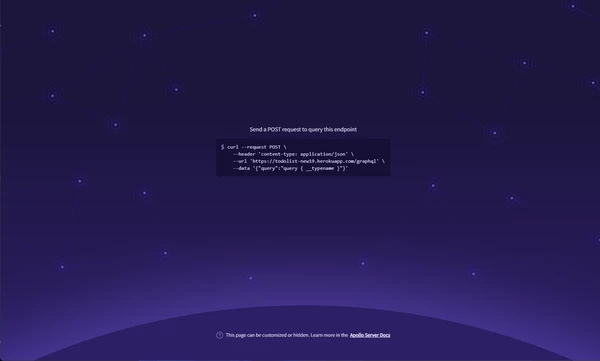 Send a POST request to query this endpoint
$ curl --request POST \
--header 'content-type: application/json' \
--url 'https://todolist-new19.herokuapp.com/graphql' \
--data '{"query":"query { __typename }"}'
? This page can be customized or hidden. Learn more in the Apollo Server Docs